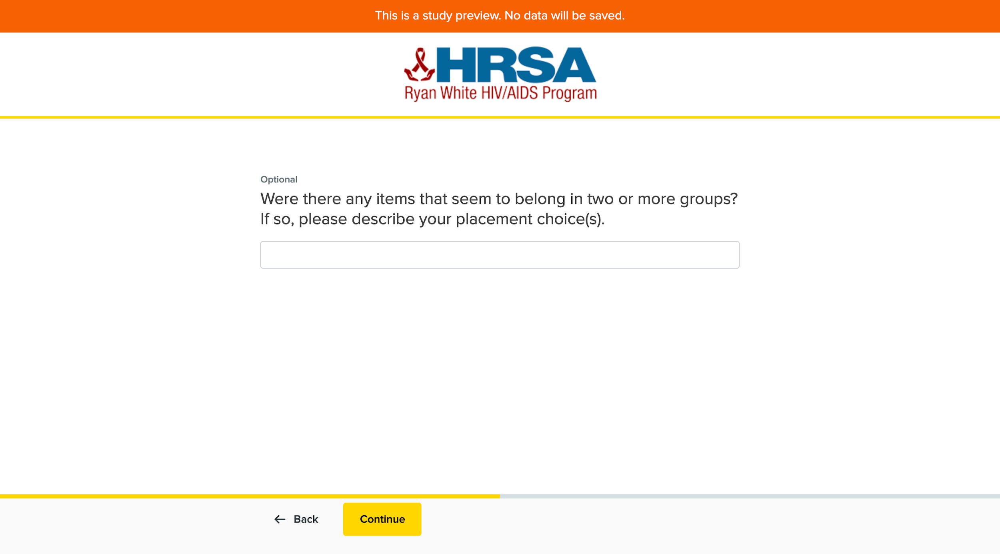 This is a study preview. No data will be saved.
HRSA
Ryan White HIV/AIDS Program
Optional
Were there any items that seem to belong in two or more groups?
If so, please describe your placement choice(s).
← Back
Continue